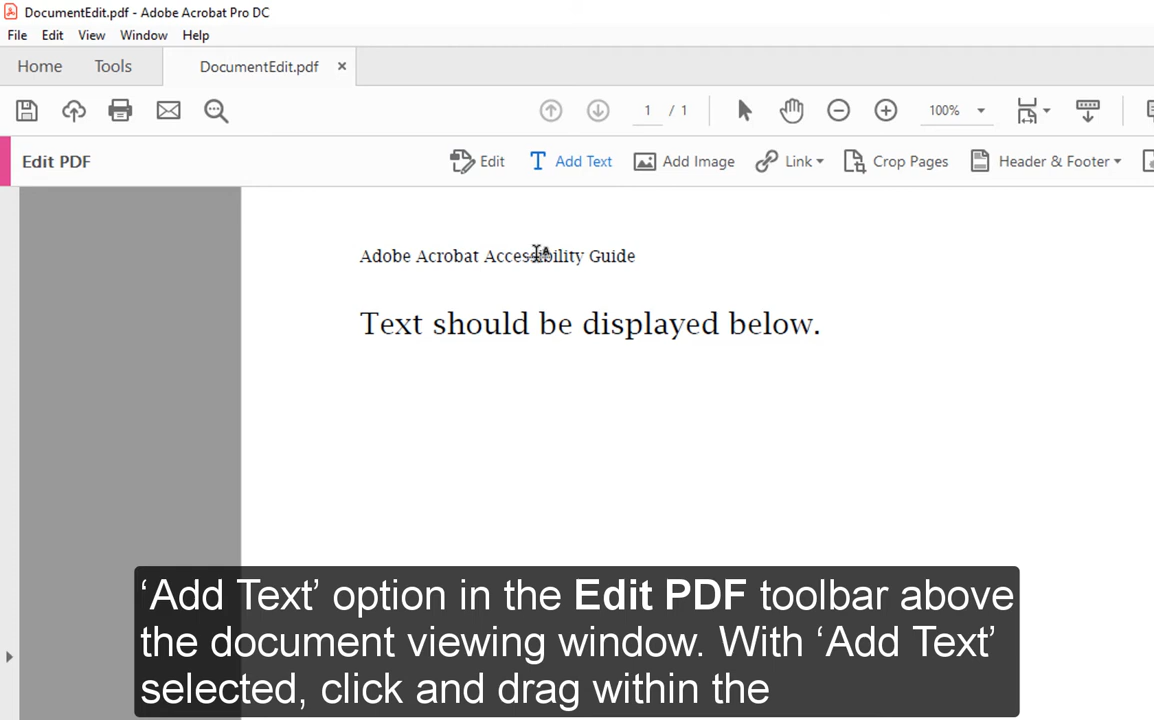 DocumentEdit.pdf - Adobe Acrobat Pro DC
File Edit View Window Help
Home Tools DocumentEdit.pdf ×
1 / 1 100%
Edit PDF Edit Add Text Add Image Link Crop Pages Header & Footer
Adobe Acrobat Accessibility Guide
Text should be displayed below.
‘Add Text’ option in the Edit PDF toolbar above
the document viewing window. With ‘Add Text’
selected, click and drag within the